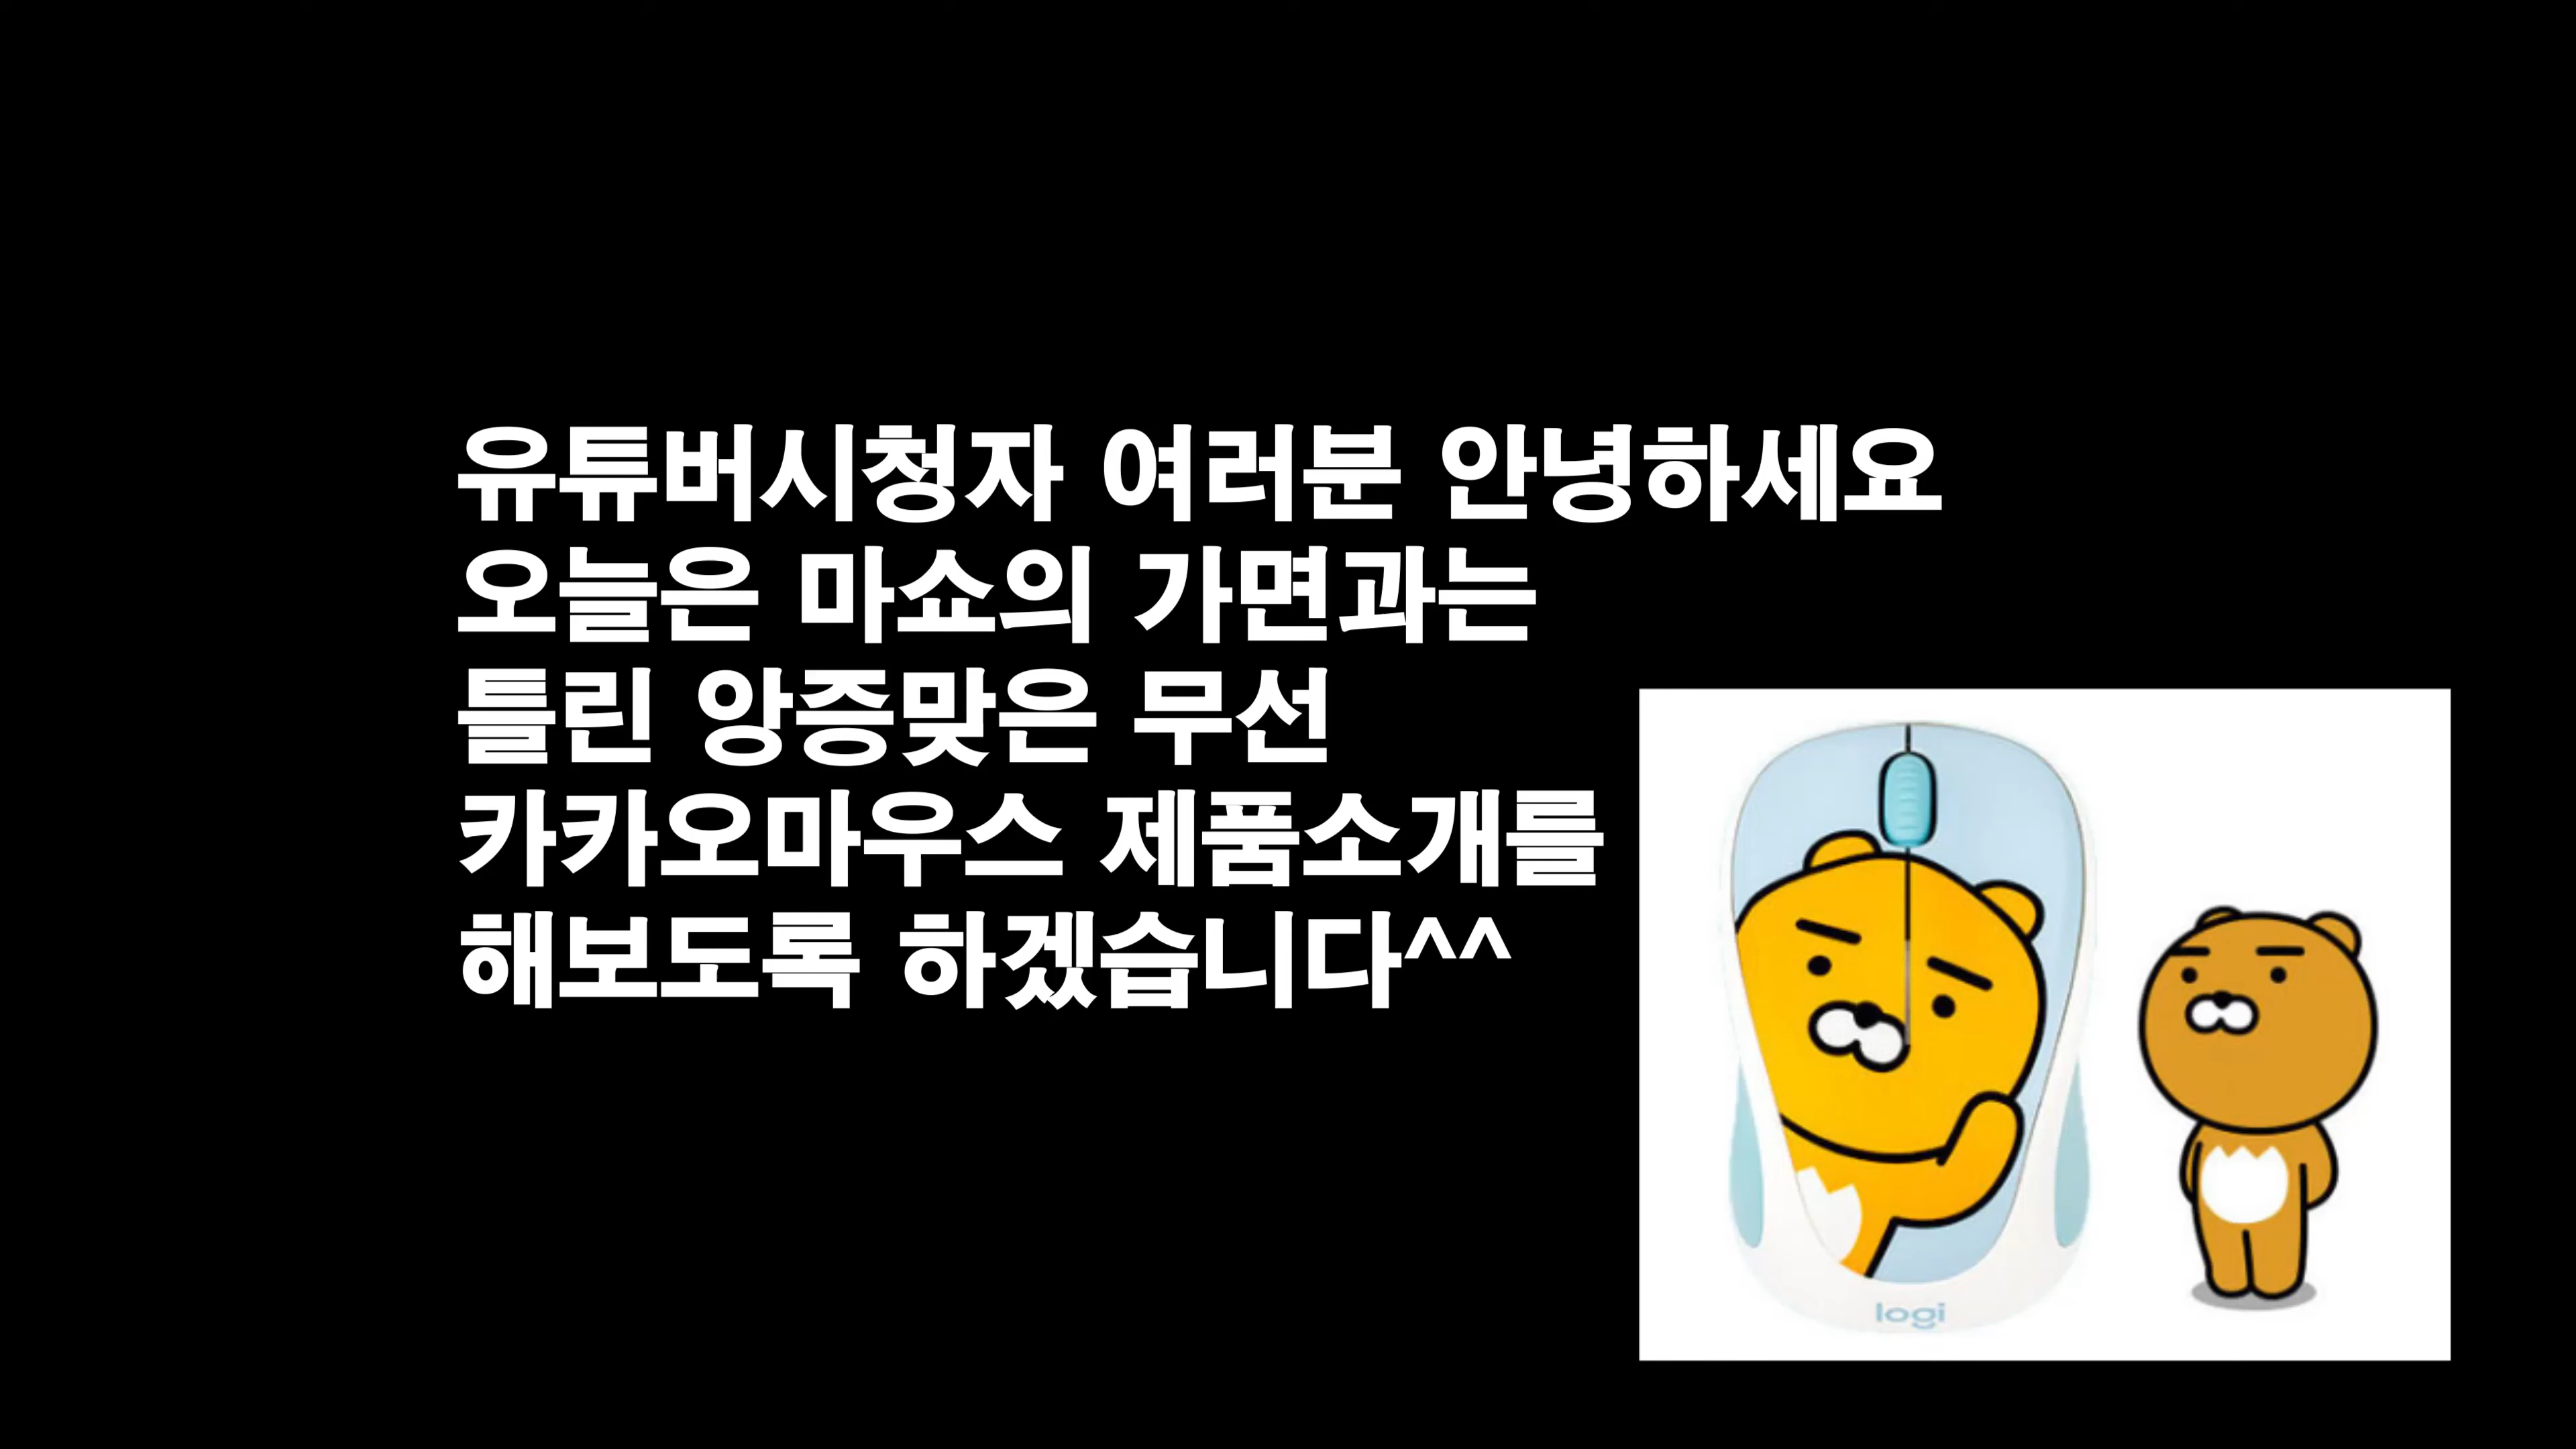 유튜버시청자 여러분 안녕하세요
오늘은 마쇼의 가면과는
틀린 앙증맞은 무선
카카오마우스 제품소개를
해보도록 하겠습니다^^
logi